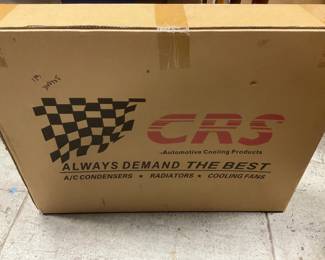 CRS
Automotive Cooling Products
ALWAYS DEMAND THE BEST
A/C CONDENSERS ★ RADIATORS ★ COOLING FANS